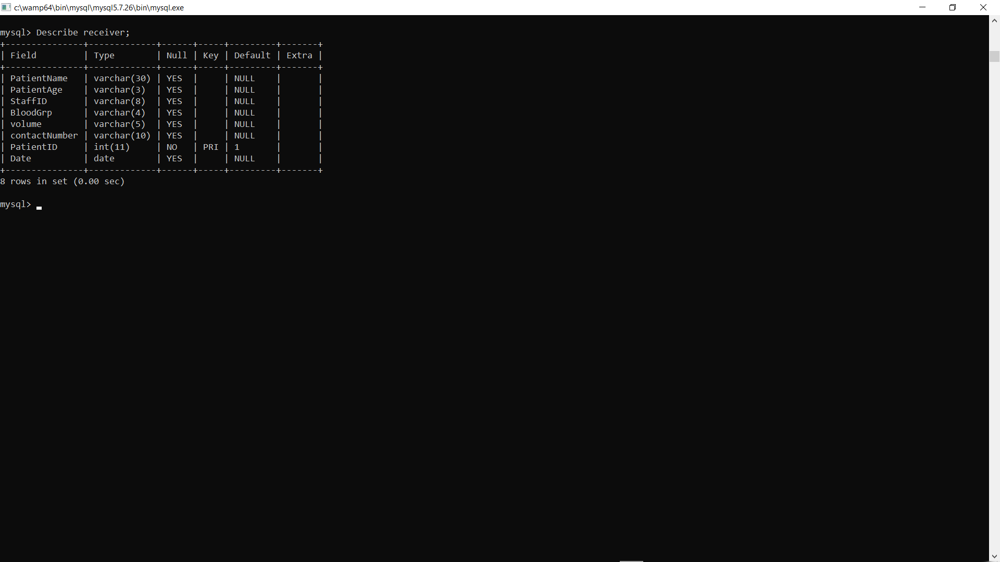 c:\wamp64\bin\mysql\mysql5.7.26\bin\mysql.exe
mysql> Describe receiver;
+---------------+-------------+------+-----+---------+-------+
| Field         | Type        | Null | Key | Default | Extra |
+---------------+-------------+------+-----+---------+-------+
| PatientName   | varchar(30) | YES  |     | NULL    |       |
| PatientAge    | varchar(3)  | YES  |     | NULL    |       |
| StaffID       | varchar(8)  | YES  |     | NULL    |       |
| BloodGrp      | varchar(4)  | YES  |     | NULL    |       |
| volume        | varchar(5)  | YES  |     | NULL    |       |
| contactNumber | varchar(10) | YES  |     | NULL    |       |
| PatientID     | int(11)     | NO   | PRI | 1       |       |
| Date          | date        | YES  |     | NULL    |       |
+---------------+-------------+------+-----+---------+-------+
8 rows in set (0.00 sec)
mysql>